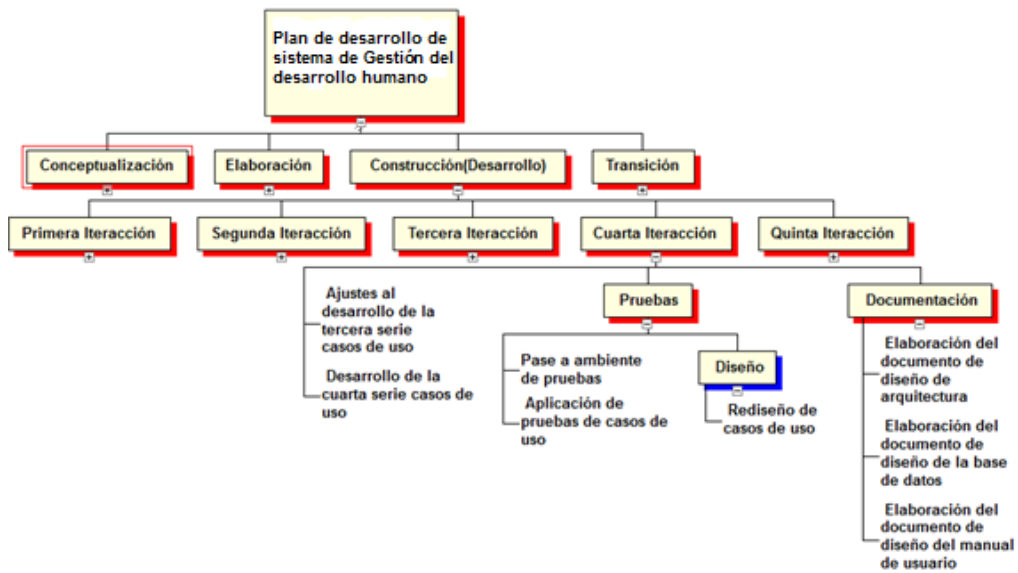 Plan de desarrollo de
sistema de Gestión del
desarrollo humano
Conceptualización
Elaboración
Construcción(Desarrollo)
Transición
Primera Iteracción
Segunda Iteracción
Tercera Iteracción
Cuarta Iteracción
Quinta Iteracción
Ajustes al
desarrollo de la
tercera serie
casos de uso
Desarrollo de la
cuarta serie casos de
uso
Pruebas
Pase a ambiente
de pruebas
Aplicación de
pruebas de casos de
uso
Diseño
Rediseño de
casos de uso
Documentación
Elaboración del
documento de
diseño de
arquitectura
Elaboración del
documento de
diseño de la base
de datos
Elaboración del
documento de
diseño del manual
de usuario